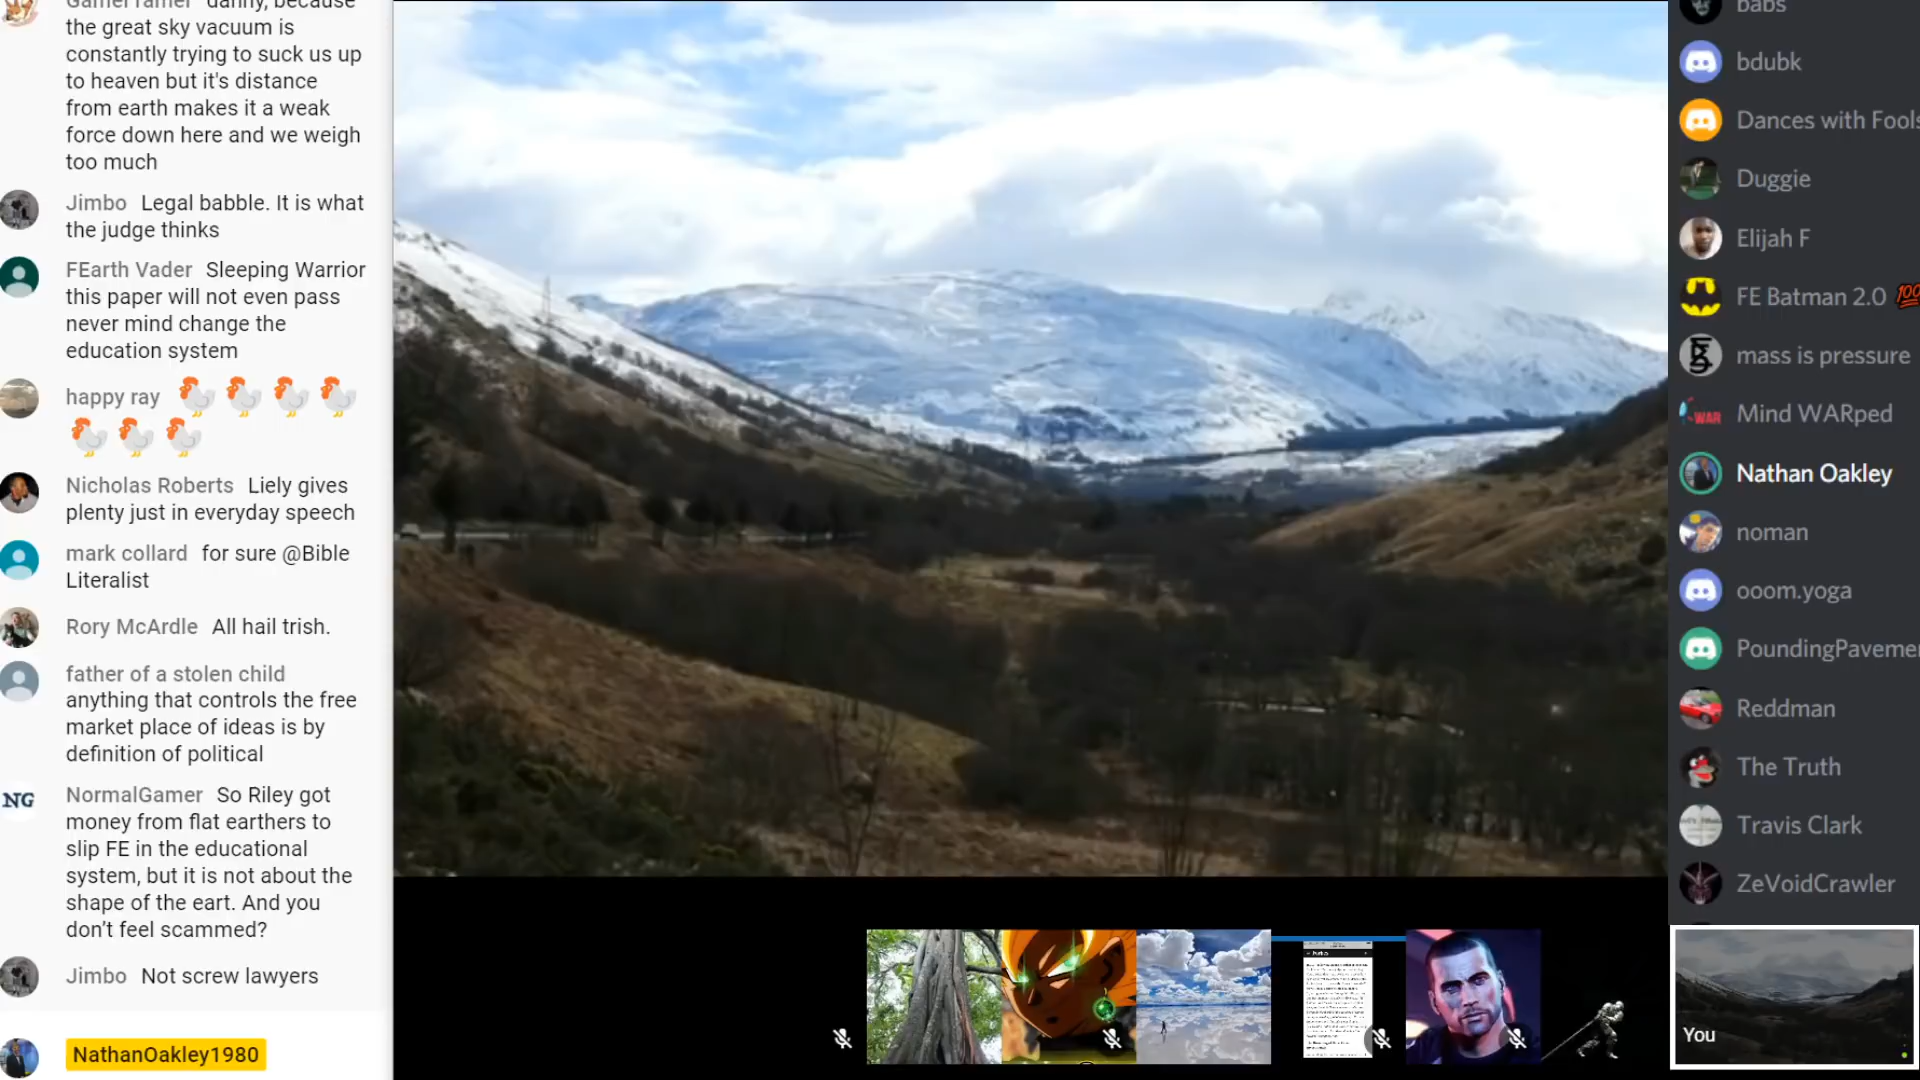 GamerTamer danny, because
the great sky vacuum is
constantly trying to suck us up
to heaven but it's distance
from earth makes it a weak
force down here and we weigh
too much
Jimbo Legal babble. It is what
the judge thinks
FEarth Vader Sleeping Warrior
this paper will not even pass
never mind change the
education system
happy ray
Nicholas Roberts Liely gives
plenty just in everyday speech
mark collard for sure @Bible
Literalist
Rory McArdle All hail trish.
father of a stolen child
anything that controls the free
market place of ideas is by
definition of political
NG
NormalGamer So Riley got
money from flat earthers to
slip FE in the educational
system, but it is not about the
shape of the eart. And you
don't feel scammed?
Jimbo Not screw lawyers
NathanOakley1980
babs
bdubk
Dances with Fools
Duggie
Elijah F
FE Batman 2.0 💯
mass is pressure
WAR
Mind WARped
Nathan Oakley
noman
ooom.yoga
PoundingPaveme
Reddman
The Truth
Travis Clark
ZeVoidCrawler
You